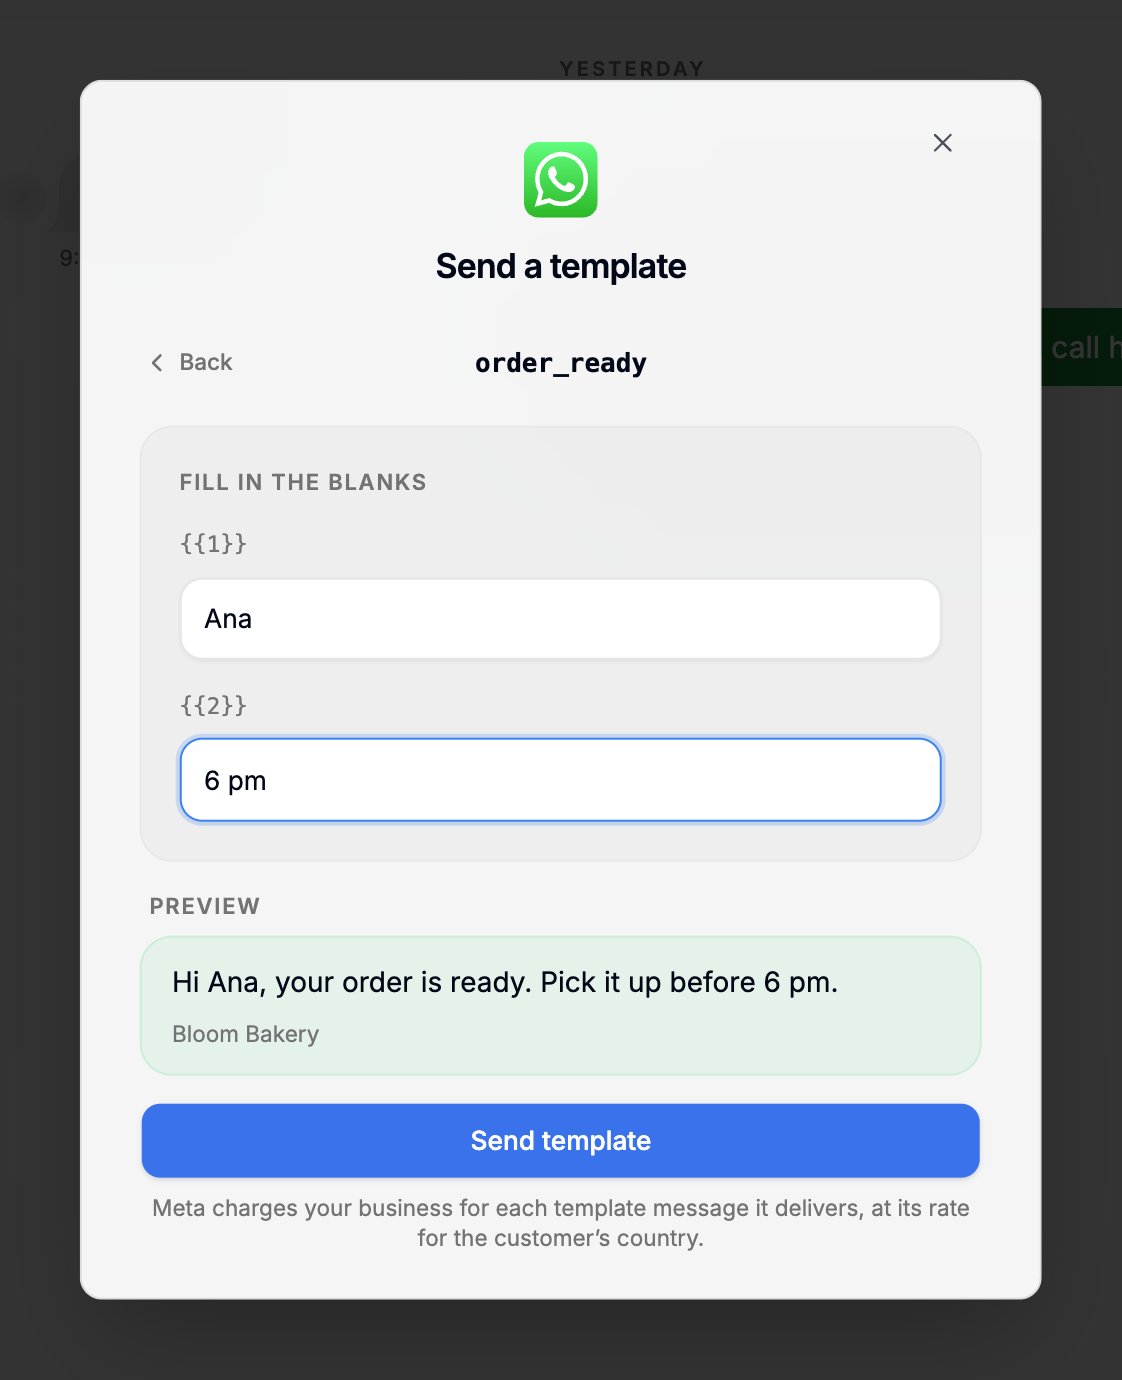 YESTERDAY
Send a template
9:
call h
Back
order_ready
FILL IN THE BLANKS
{{1}}
Ana
{{2}}
6 pm
PREVIEW
Hi Ana, your order is ready. Pick it up before 6 pm.
Bloom Bakery
Send template
Meta charges your business for each template message it delivers, at its rate
for the customer’s country.